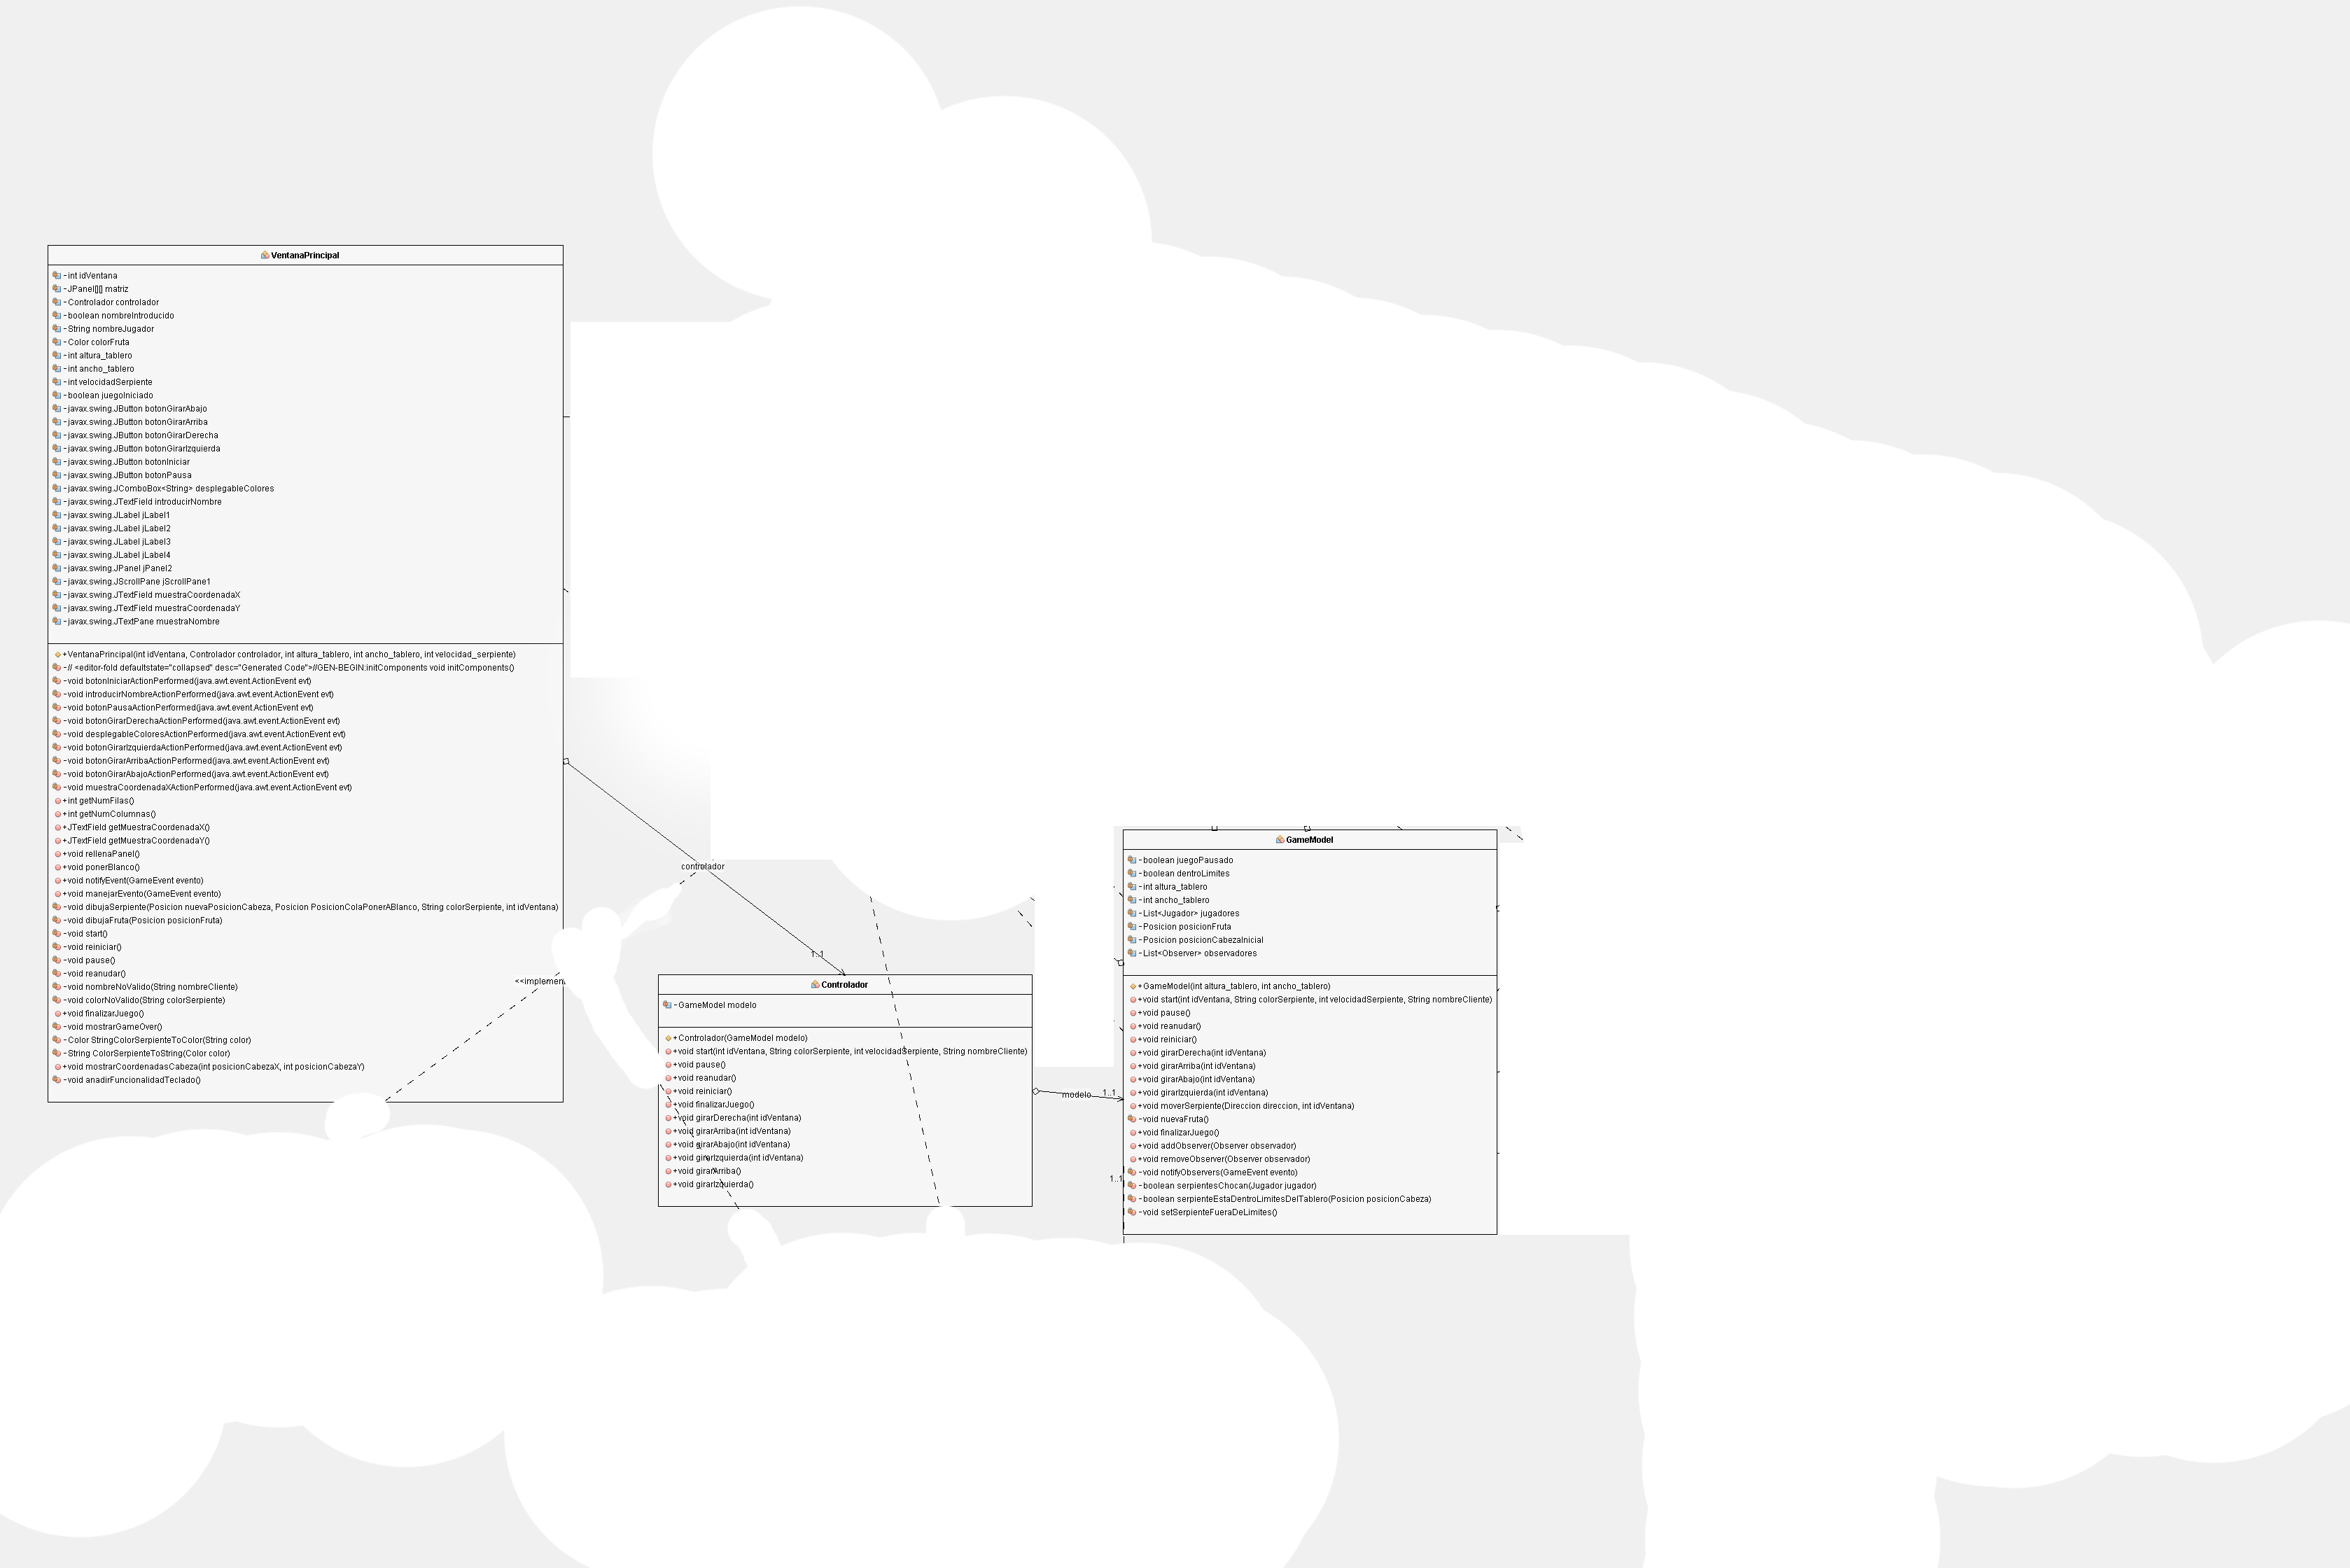 VentanaPrincipal
-int idVentana
-JPanel[][] matriz
-Controlador controlador
-boolean nombreIntroducido
-String nombreJugador
-Color colorFruta
-int altura_tablero
-int ancho_tablero
-int velocidadSerpiente
-boolean juegoIniciado
-javax.swing.JButton botonGirarAbajo
-javax.swing.JButton botonGirarArriba
-javax.swing.JButton botonGirarDerecha
-javax.swing.JButton botonGirarIzquierda
-javax.swing.JButton botonIniciar
-javax.swing.JButton botonPausa
-javax.swing.JComboBox<String> desplegableColores
-javax.swing.JTextField introducirNombre
-javax.swing.JLabel jLabel1
-javax.swing.JLabel jLabel2
-javax.swing.JLabel jLabel3
-javax.swing.JLabel jLabel4
-javax.swing.JPanel jPanel2
-javax.swing.JScrollPane jScrollPane1
-javax.swing.JTextField muestraCoordenadaX
-javax.swing.JTextField muestraCoordenadaY
-javax.swing.JTextPane muestraNombre
+VentanaPrincipal(int idVentana, Controlador controlador, int altura_tablero, int ancho_tablero, int velocidad_serpiente)
-// <editor-fold defaultstate="collapsed" desc="Generated Code">//GEN-BEGIN:initComponents void initComponents()
-void botonIniciarActionPerformed(java.awt.event.ActionEvent evt)
-void introducirNombreActionPerformed(java.awt.event.ActionEvent evt)
-void botonPausaActionPerformed(java.awt.event.ActionEvent evt)
-void botonGirarDerechaActionPerformed(java.awt.event.ActionEvent evt)
-void desplegableColoresActionPerformed(java.awt.event.ActionEvent evt)
-void botonGirarIzquierdaActionPerformed(java.awt.event.ActionEvent evt)
-void botonGirarArribaActionPerformed(java.awt.event.ActionEvent evt)
-void botonGirarAbajoActionPerformed(java.awt.event.ActionEvent evt)
-void muestraCoordenadaXActionPerformed(java.awt.event.ActionEvent evt)
+int getNumFilas()
+int getNumColumnas()
+JTextField getMuestraCoordenadaX()
+JTextField getMuestraCoordenadaY()
+void rellenaPanel()
+void ponerBlanco()
+void notifyEvent(GameEvent evento)
+void manejarEvento(GameEvent evento)
-void dibujaSerpiente(Posicion nuevaPosicionCabeza, Posicion PosicionColaPonerABlanco, String colorSerpiente, int idVentana)
-void dibujaFruta(Posicion posicionFruta)
-void start()
-void reiniciar()
-void pause()
-void reanudar()
-void nombreNoValido(String nombreCliente)
-void colorNoValido(String colorSerpiente)
+void finalizarJuego()
-void mostrarGameOver()
-Color StringColorSerpienteToColor(String color)
-String ColorSerpienteToString(Color color)
+void mostrarCoordenadasCabeza(int posicionCabezaX, int posicionCabezaY)
-void anadirFuncionalidadTeclado()
controlador
1..1
<<implemen
Controlador
-GameModel modelo
+Controlador(GameModel modelo)
+void start(int idVentana, String colorSerpiente, int velocidadSerpiente, String nombreCliente)
+void pause()
+void reanudar()
+void reiniciar()
+void finalizarJuego()
+void girarDerecha(int idVentana)
+void girarArriba(int idVentana)
+void girarAbajo(int idVentana)
+void girarIzquierda(int idVentana)
+void girarArriba()
+void girarIzquierda()
modelo
1..1
1..1
GameModel
-boolean juegoPausado
-boolean dentroLimites
-int altura_tablero
-int ancho_tablero
-List<Jugador> jugadores
-Posicion posicionFruta
-Posicion posicionCabezaInicial
-List<Observer> observadores
+GameModel(int altura_tablero, int ancho_tablero)
+void start(int idVentana, String colorSerpiente, int velocidadSerpiente, String nombreCliente)
+void pause()
+void reanudar()
+void reiniciar()
+void girarDerecha(int idVentana)
+void girarArriba(int idVentana)
+void girarAbajo(int idVentana)
+void girarIzquierda(int idVentana)
+void moverSerpiente(Direccion direccion, int idVentana)
-void nuevaFruta()
+void finalizarJuego()
+void addObserver(Observer observador)
+void removeObserver(Observer observador)
-void notifyObservers(GameEvent evento)
-boolean serpientesChocan(Jugador jugador)
-boolean serpienteEstaDentroLimitesDelTablero(Posicion posicionCabeza)
-void setSerpienteFueraDeLimites()